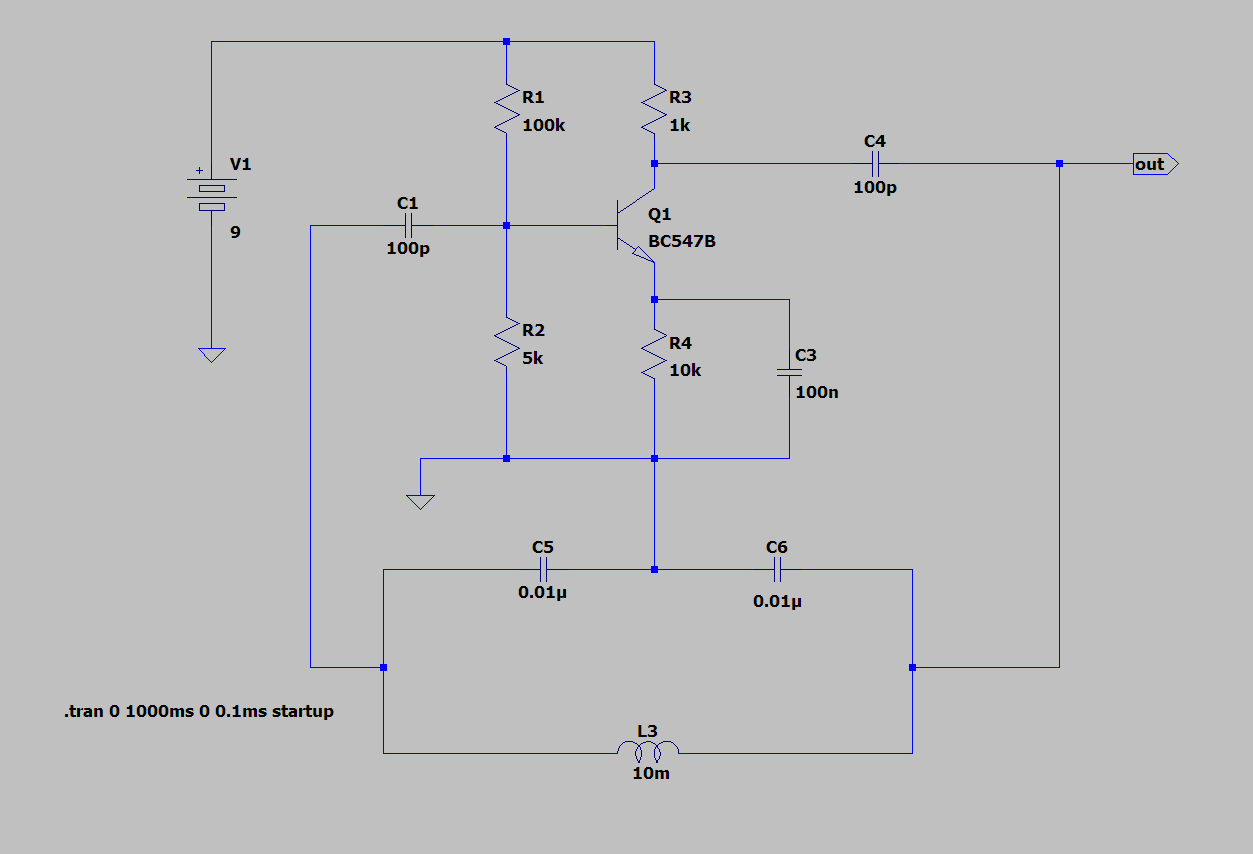 R1
100k
R3
1k
C4
100p
out
V1
+
9
C1
100p
Q1
BC547B
R2
5k
R4
10k
C3
100n
C5
0.01µ
C6
0.01µ
.tran 0 1000ms 0 0.1ms startup
L3
10m